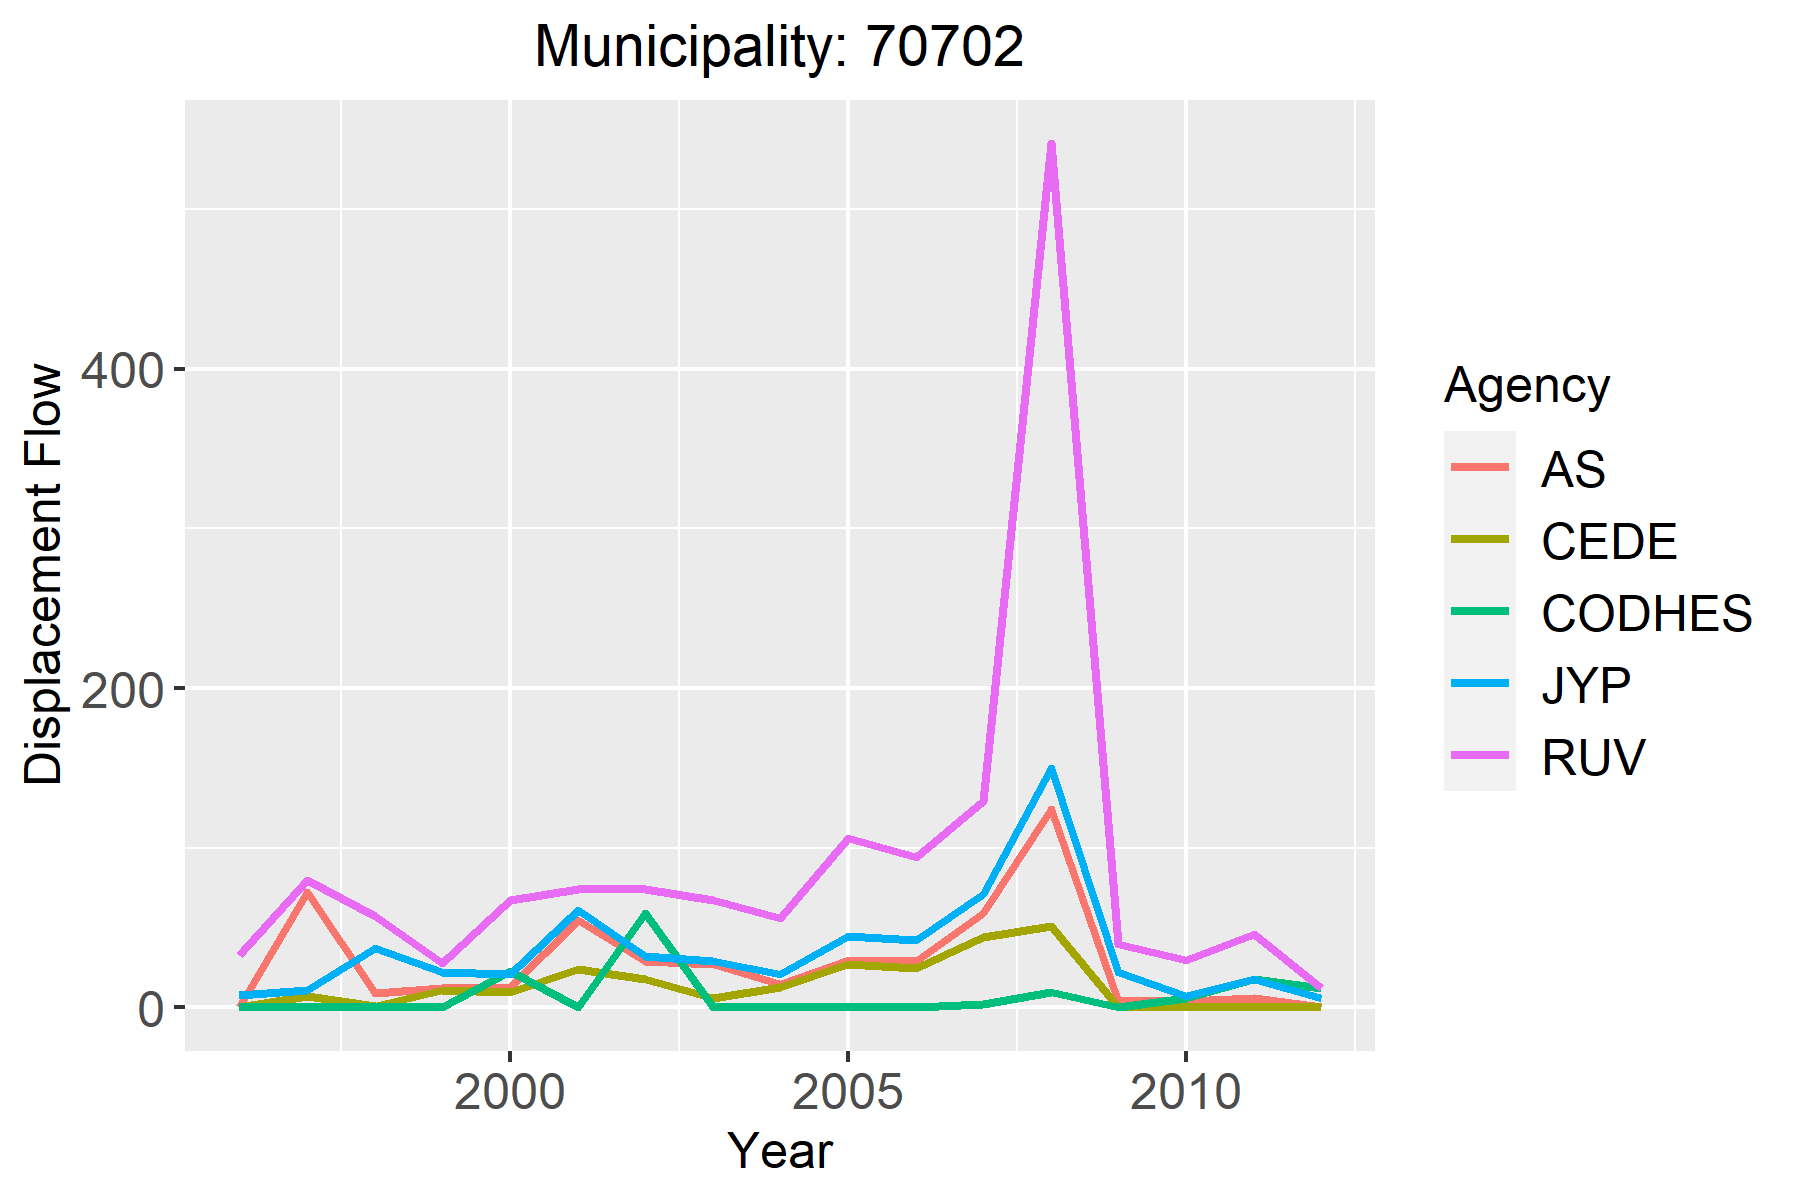 Municipality: 70702
Displacement Flow
400
200
0
2000 2005 2010
Year
Agency
AS
CEDE
CODHES
JYP
RUV